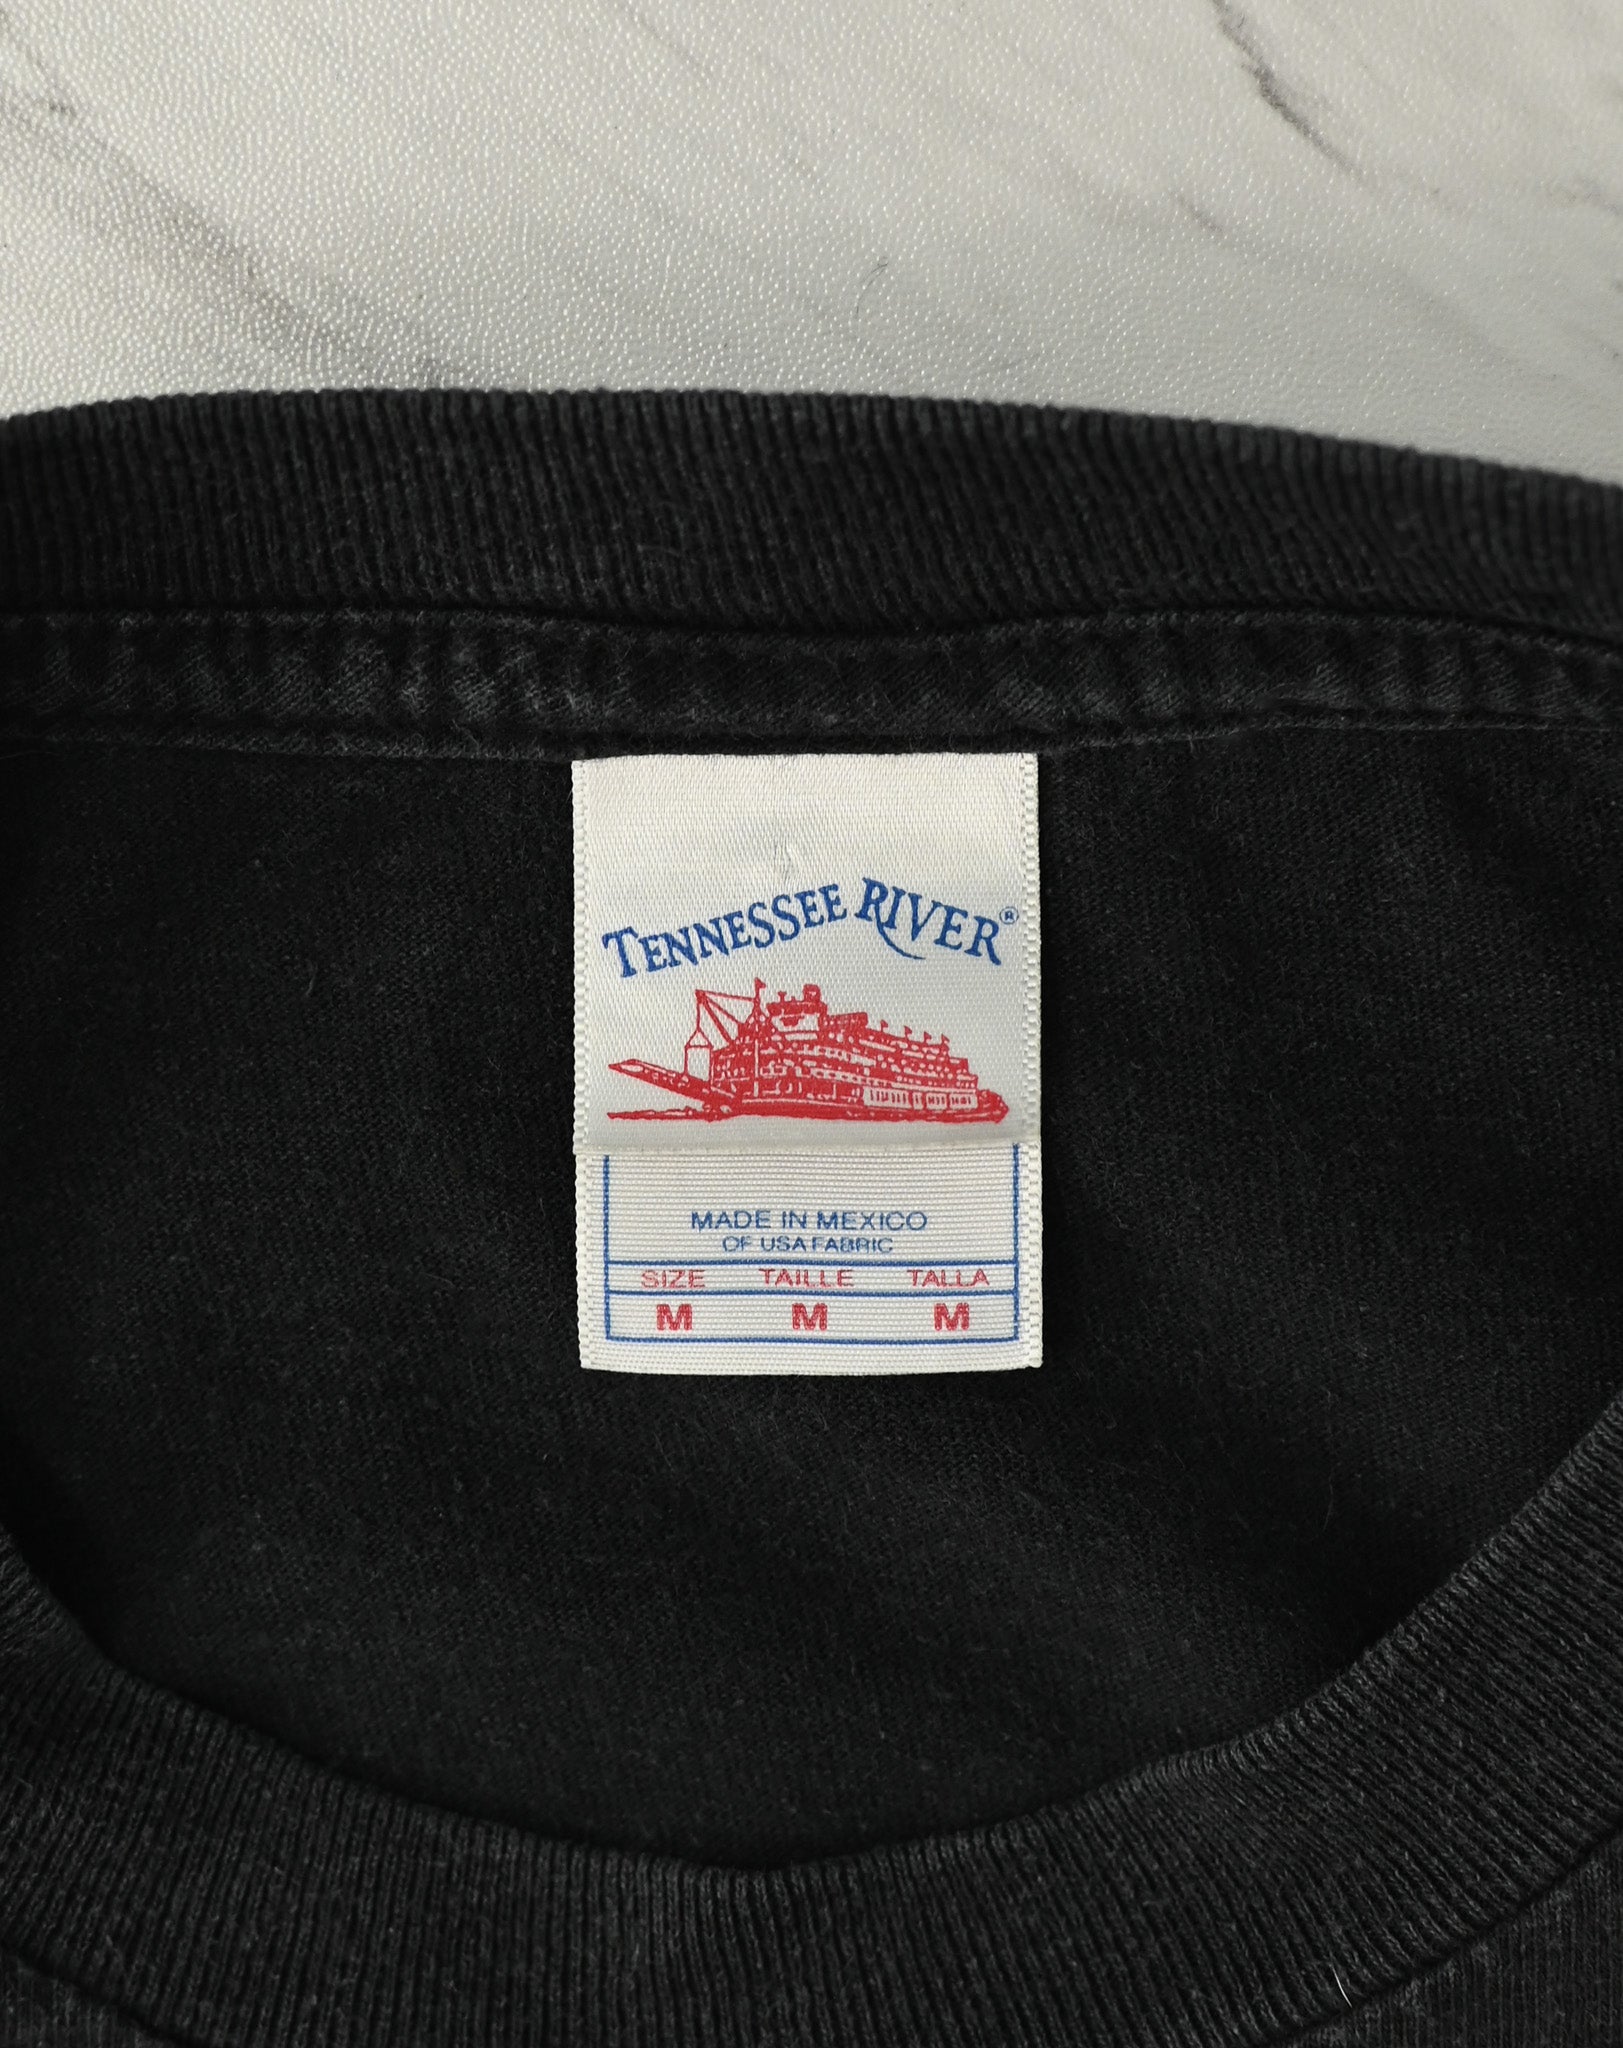 TENNESSEE RIVER®
MADE IN MEXICO
OF USA FABRIC
SIZE TAILLE TALLA
M M M